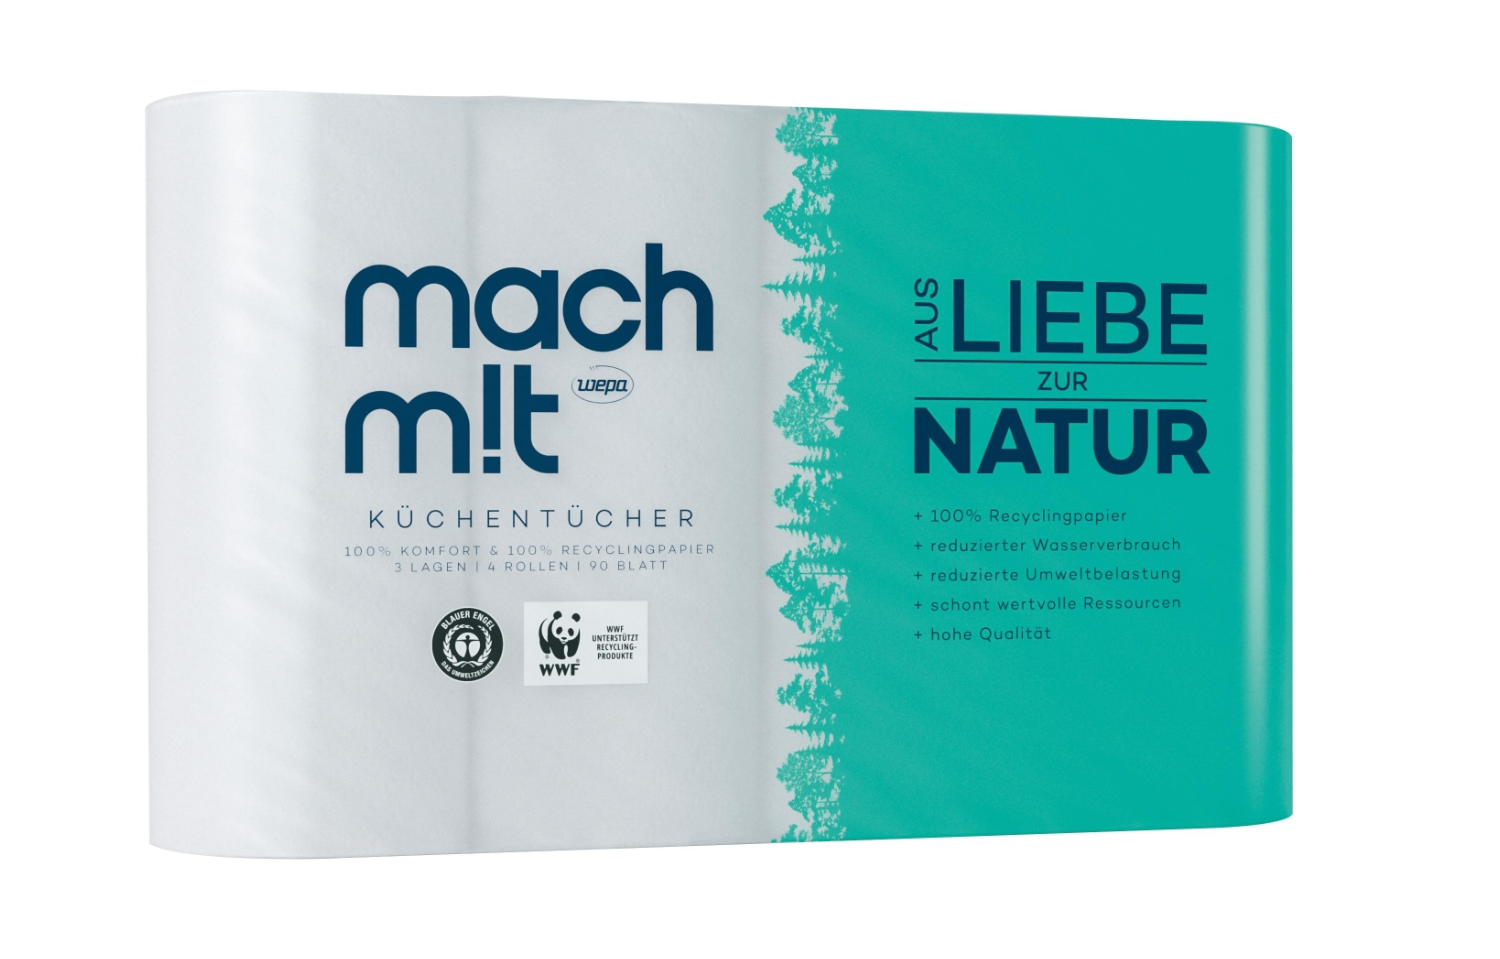 mach
m!t
wepa
KÜCHENTÜCHER
100% KOMFORT & 100% RECYCLINGPAPIER
3 LAGEN | 4 ROLLEN | 90 BLATT
BLAUER ENGEL
DAS UMWELTZEICHEN
WWF
WWF
UNTERSTÜTZT
RECYCLING-
PRODUKTE
AUS LIEBE
ZUR
NATUR
+ 100% Recyclingpapier
+ reduzierter Wasserverbrauch
+ reduzierte Umweltbelastung
+ schont wertvolle Ressourcen
+ hohe Qualität